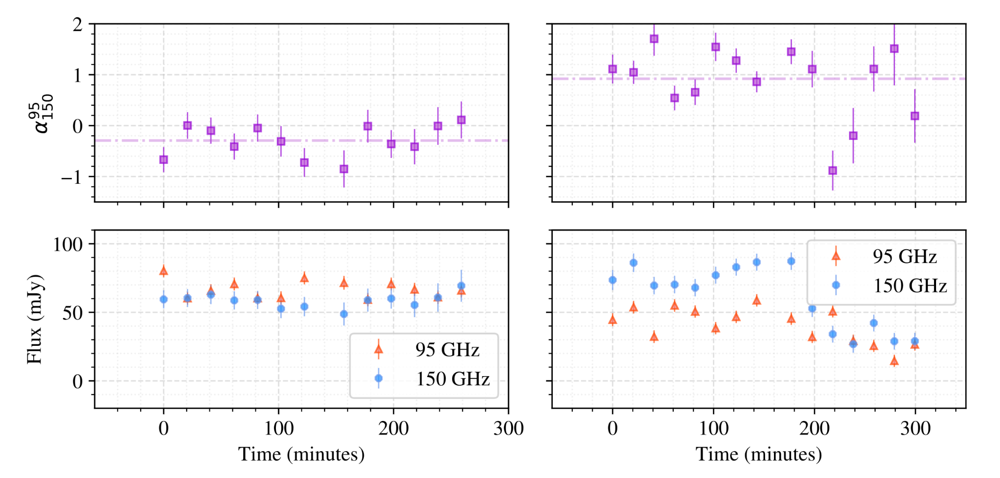 2
1
0
−1
α⁹⁵₁₅₀
100
50
0
Flux (mJy)
95 GHz
150 GHz
0 100 200 300
Time (minutes)
95 GHz
150 GHz
0 100 200 300
Time (minutes)